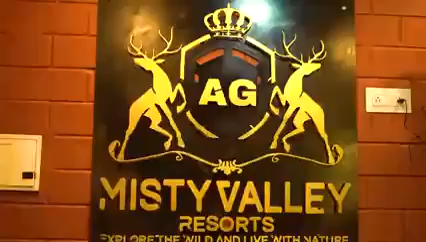 AG
MISTY VALLEY
RESORTS
EXPLORE THE WILD AND LIVE WITH NATURE